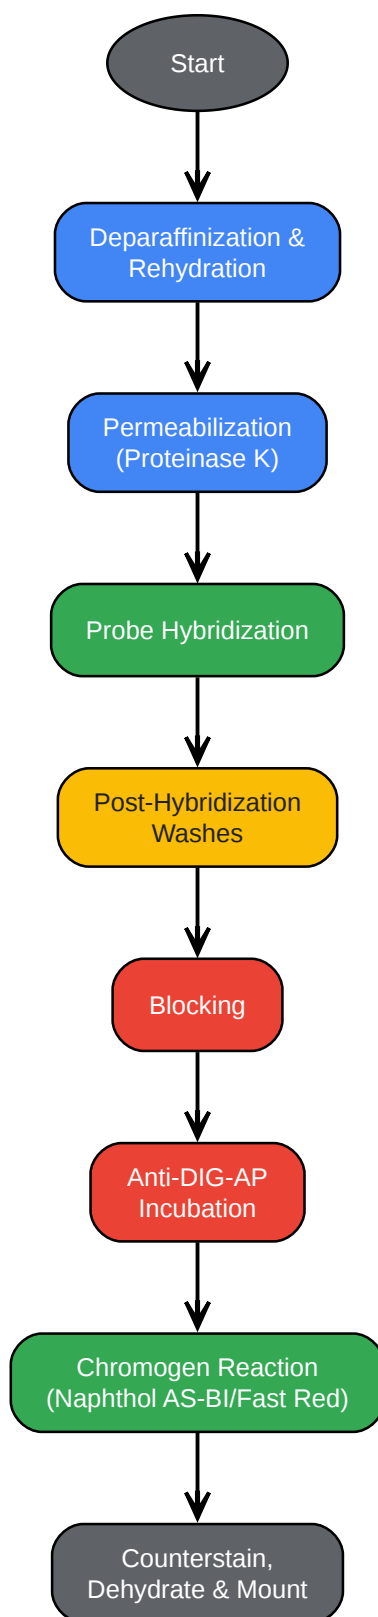 Start
Deparaffinization &
Rehydration
Permeabilization
(Proteinase K)
Probe Hybridization
Post-Hybridization
Washes
Blocking
Anti-DIG-AP
Incubation
Chromogen Reaction
(Naphthol AS-BI/Fast Red)
Counterstain,
Dehydrate & Mount